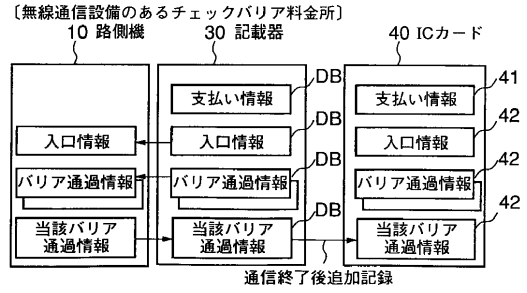 〔無線通信設備のあるチェックバリア料金所〕
10 路側機
30 記載器
40 ICカード
入口情報
バリア通過情報
当該バリア
通過情報
支払い情報
DB
入口情報
DB
バリア通過情報
DB
当該バリア
通過情報
DB
支払い情報
41
入口情報
42
バリア通過情報
42
当該バリア
通過情報
42
通信終了後追加記録